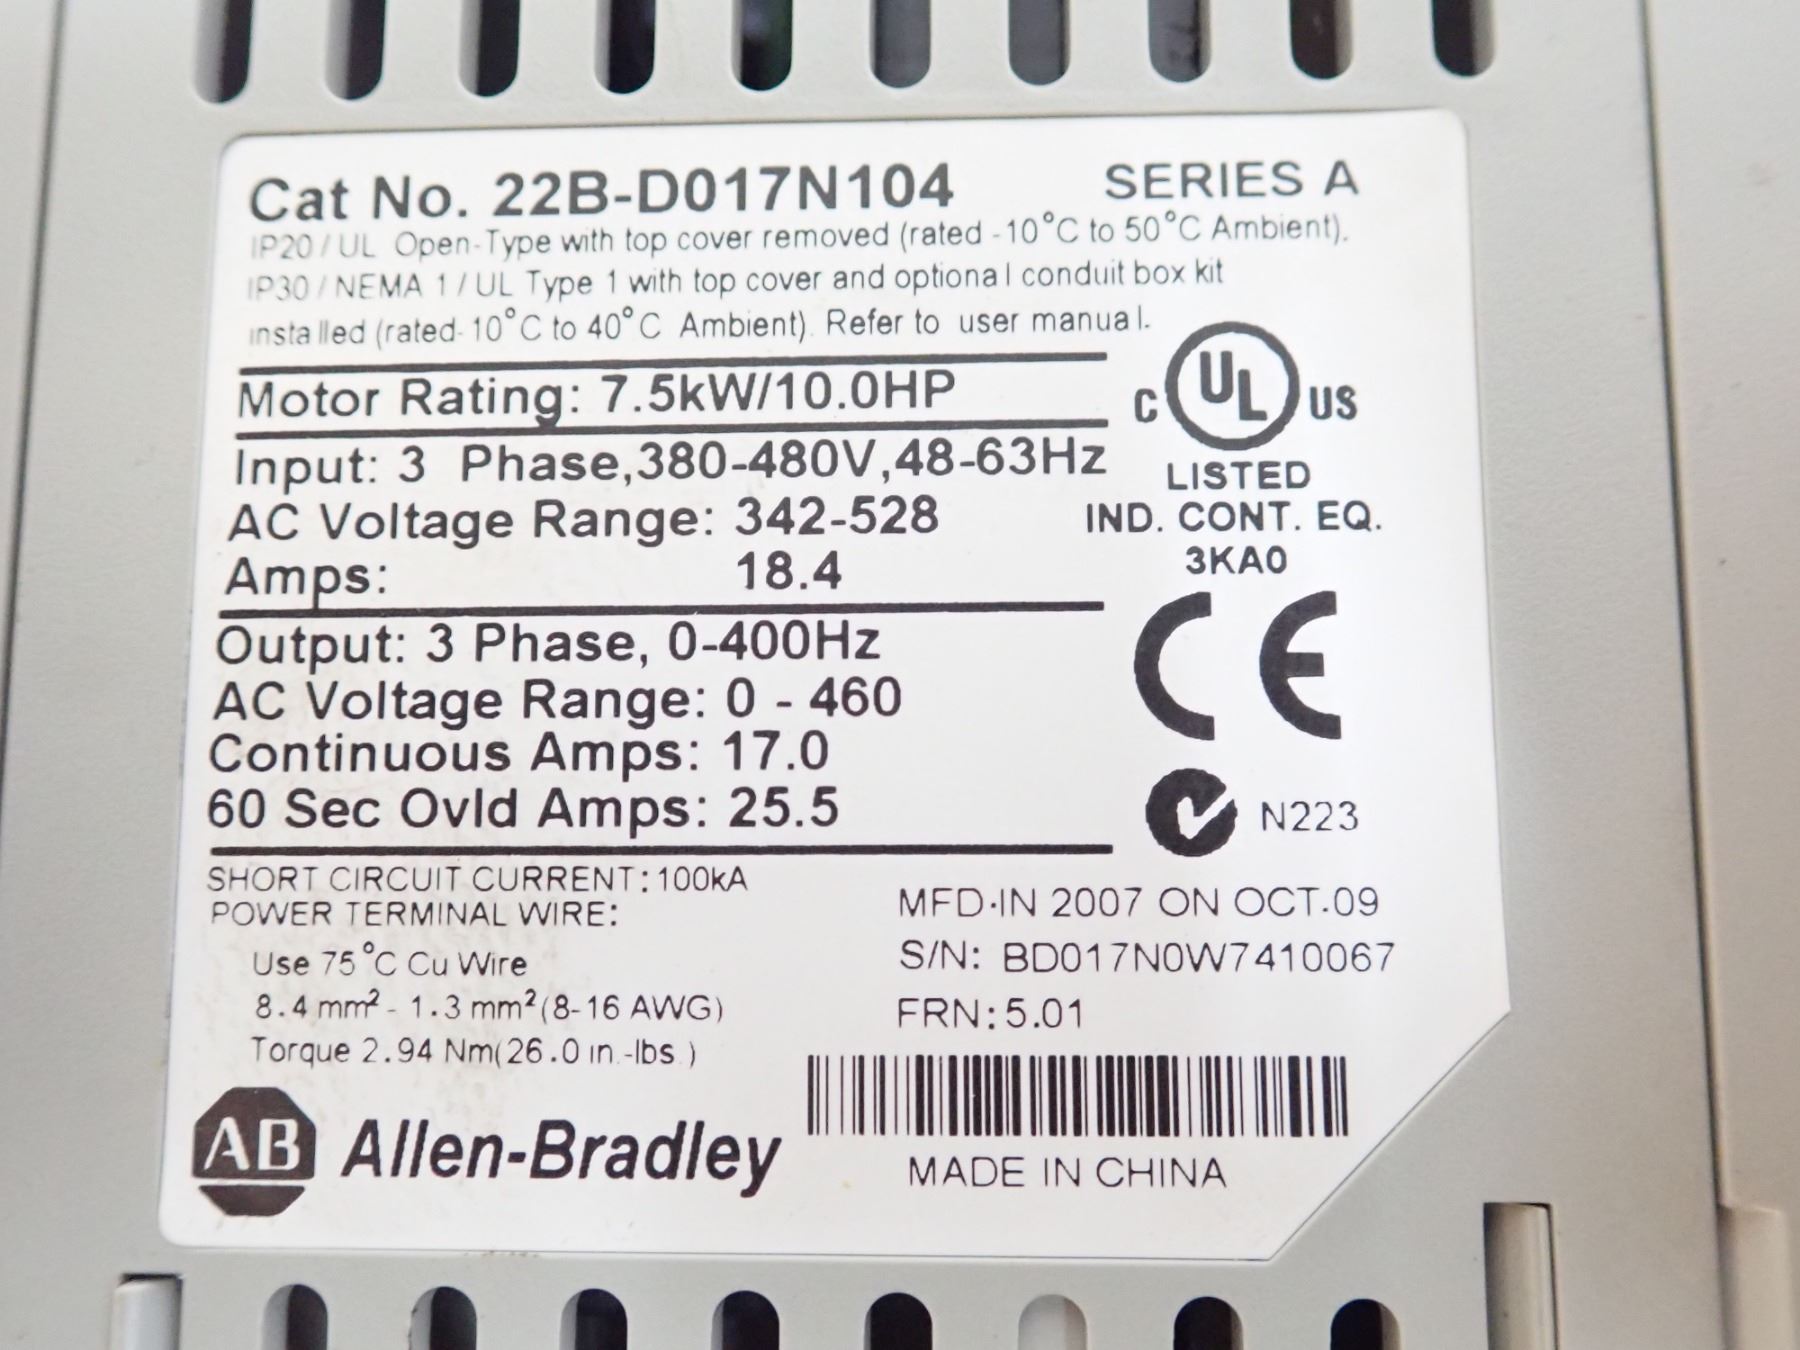 Cat No. 22B-D017N104 SERIES A
IP20 / UL Open-Type with top cover removed (rated -10°C to 50°C Ambient).
IP30 / NEMA 1 / UL Type 1 with top cover and optional conduit box kit
installed (rated -10°C to 40°C Ambient). Refer to user manual.
Motor Rating: 7.5kW/10.0HP
C UL US
Input: 3 Phase,380-480V,48-63Hz
LISTED
AC Voltage Range: 342-528
IND. CONT. EQ.
Amps: 18.4
3KA0
Output: 3 Phase, 0-400Hz
CE
AC Voltage Range: 0 - 460
Continuous Amps: 17.0
60 Sec Ovld Amps: 25.5
N223
SHORT CIRCUIT CURRENT: 100kA
POWER TERMINAL WIRE:
Use 75°C Cu Wire
8.4 mm² - 1.3 mm² (8-16 AWG)
Torque 2.94 Nm(26.0 in.-lbs.)
MFD·IN 2007 ON OCT.09
S/N: BD017N0W7410067
FRN: 5.01
AB Allen-Bradley
MADE IN CHINA